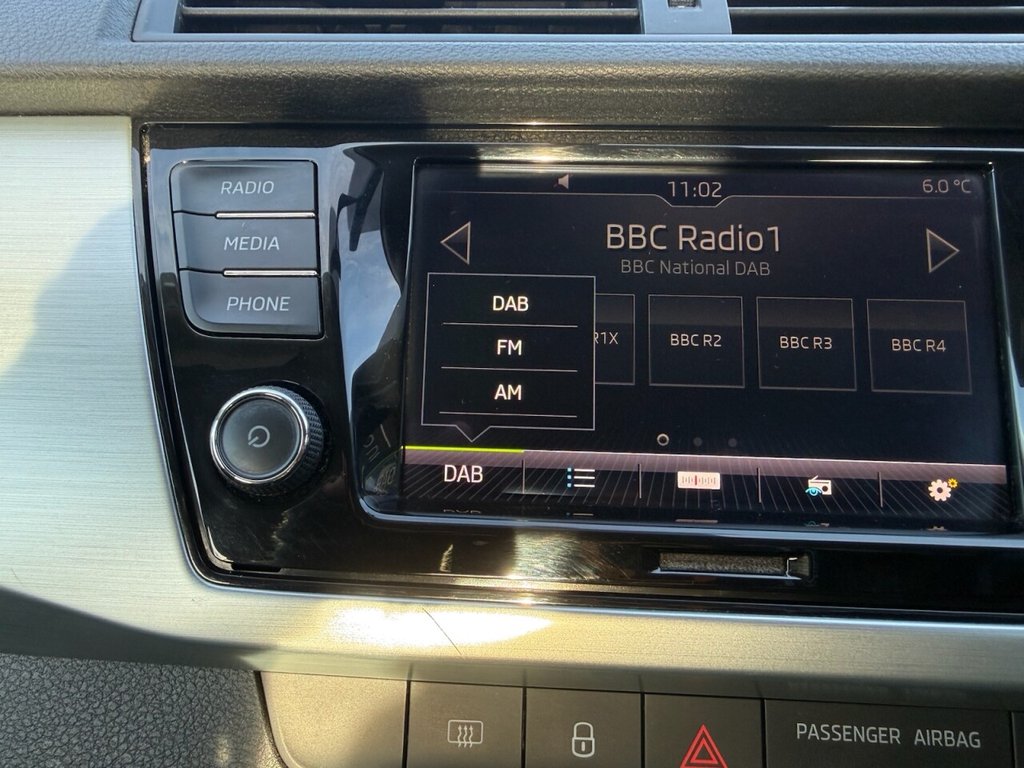 RADIO
MEDIA
PHONE
11:02
6.0 °C
BBC Radio1
BBC National DAB
DAB
FM
AM
R1X
BBC R2
BBC R3
BBC R4
DAB
PASSENGER AIRBAG